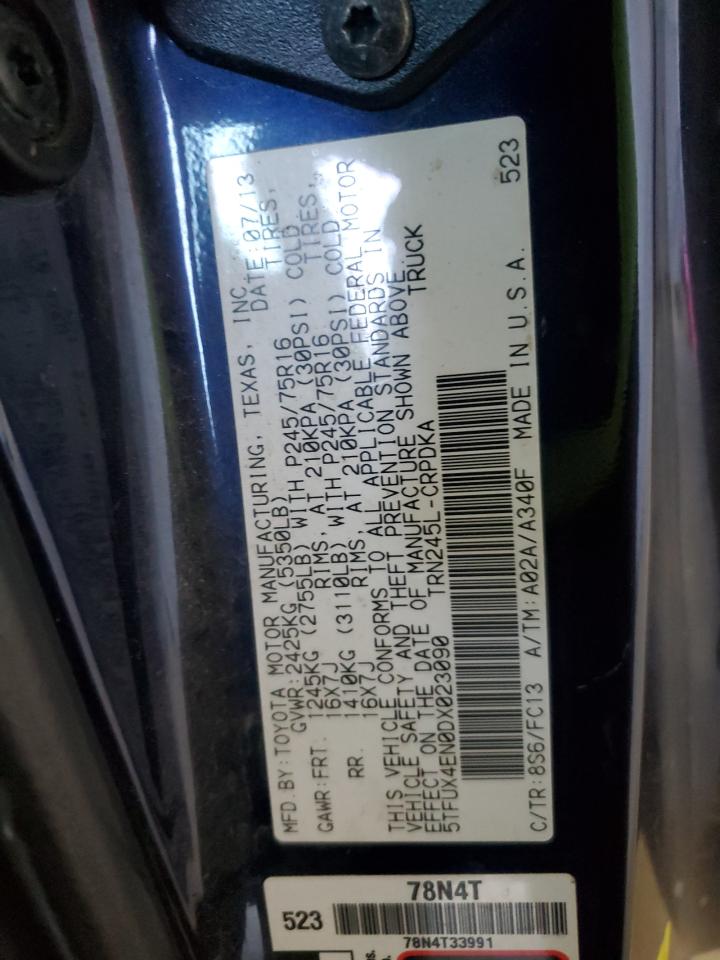 MFD.BY:TOYOTA MOTOR MANUFACTURING, TEXAS, INC. DATE:07/13
GVWR:2425KG (5350LB)
GAWR:FRT. 1245KG (2755LB) WITH P245/75R16 TIRES,
16X7J RIMS, AT 210KPA (30PSI) COLD
RR. 1410KG (3110LB) WITH P245/75R16 TIRES,
16X7J RIMS, AT 210KPA (30PSI) COLD
THIS VEHICLE CONFORMS TO ALL APPLICABLE FEDERAL MOTOR
VEHICLE SAFETY AND THEFT PREVENTION STANDARDS IN
EFFECT ON THE DATE OF MANUFACTURE SHOWN ABOVE.
5TFUX4EN0DX023090 TRN245L-CRPDKA TRUCK
C/TR:8S6/FC13 A/TM:A02A/A340F MADE IN U.S.A. 523
78N4T
523
78N4T33991